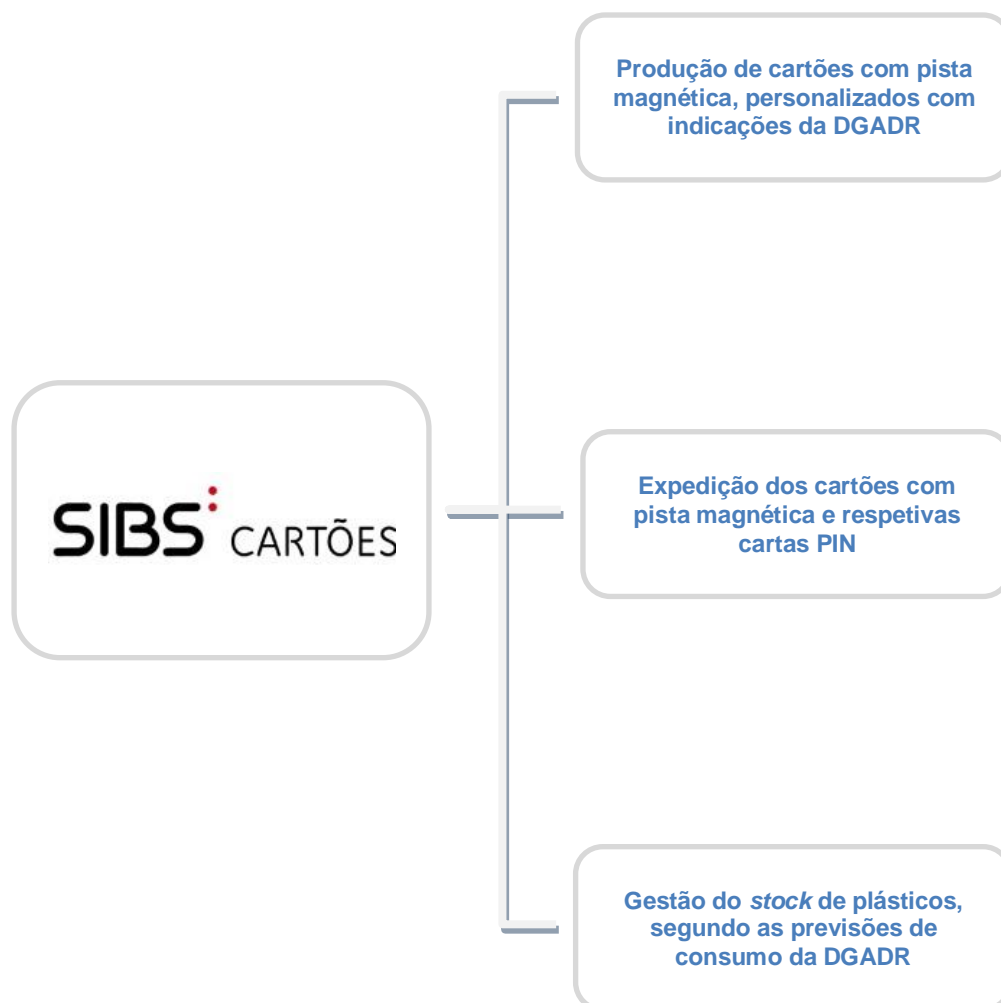 Produção de cartões com pista
magnética, personalizados com
indicações da DGADR
SIBS CARTÕES
Expedição dos cartões com
pista magnética e respetivas
cartas PIN
Gestão do stock de plásticos,
segundo as previsões de
consumo da DGADR